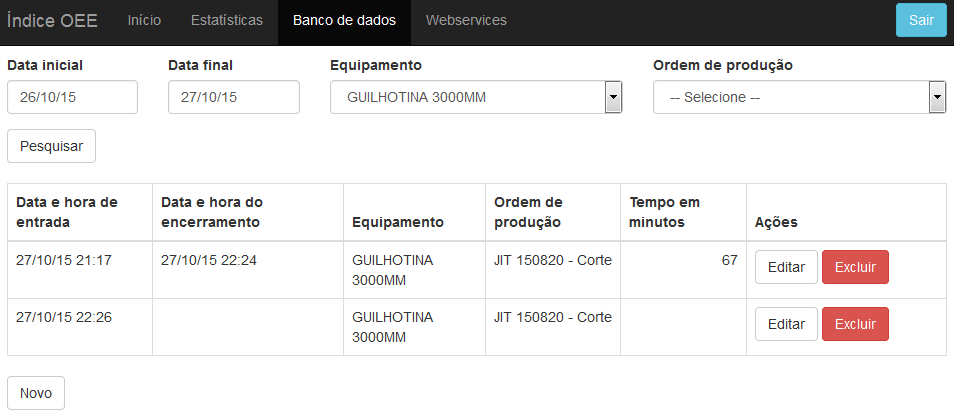 Índice OEE Início Estatísticas Banco de dados Webservices Sair
Data inicial Data final Equipamento Ordem de produção
26/10/15 27/10/15 GUILHOTINA 3000MM -- Selecione --
Pesquisar
Data e hora de entrada Data e hora do encerramento Equipamento Ordem de produção Tempo em minutos Ações
27/10/15 21:17 27/10/15 22:24 GUILHOTINA 3000MM JIT 150820 - Corte 67 Editar Excluir
27/10/15 22:26 GUILHOTINA 3000MM JIT 150820 - Corte Editar Excluir
Novo